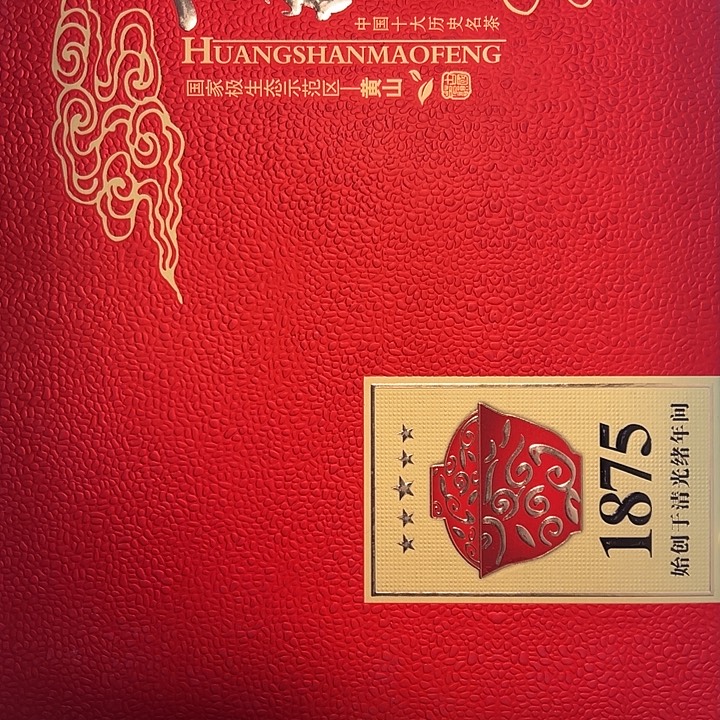 中国十大历史名茶
HUANGSHANMAOFENG
国家极生态示范区—黄山
1875
始创于清光绪年间